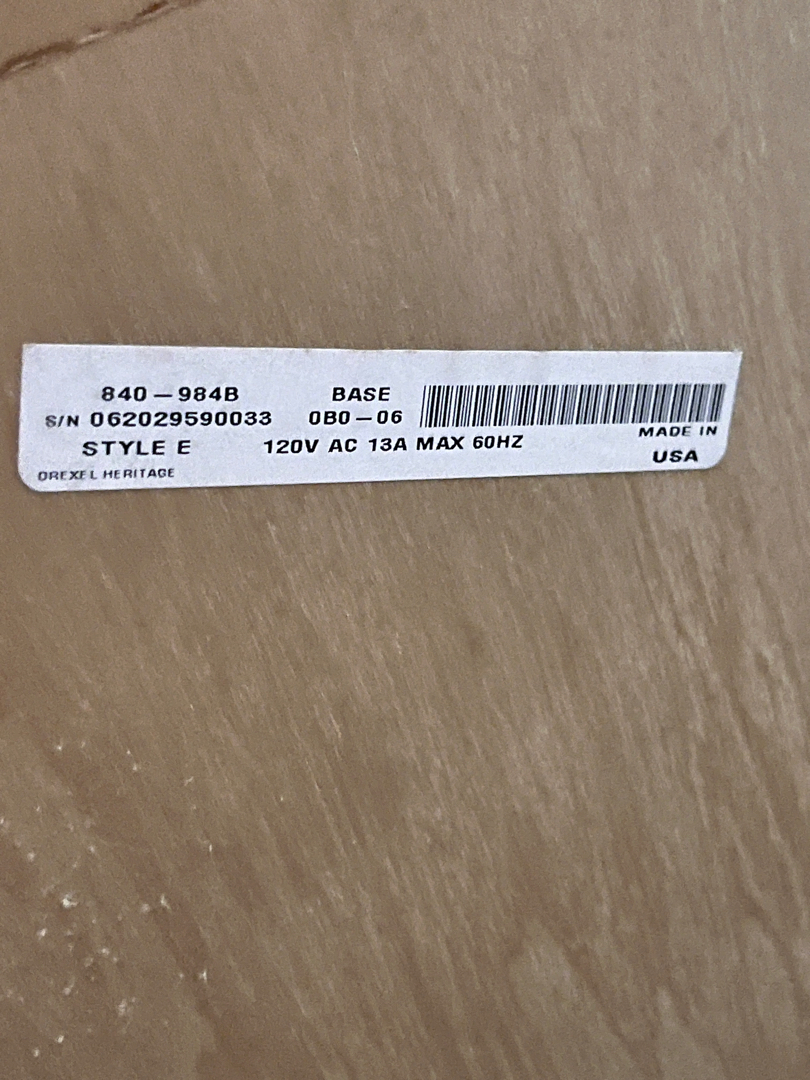 840 — 984B BASE
S/N 062029590033 0B0 — 06
STYLE E 120V AC 13A MAX 60HZ
MADE IN
USA
DREXEL HERITAGE